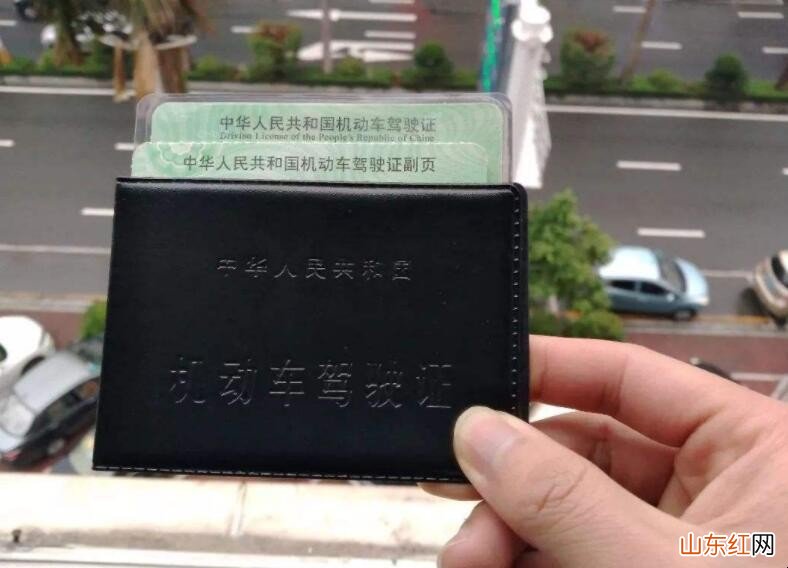 中华人民共和国机动车驾驶证
Driving License of the People's Republic of China
中华人民共和国机动车驾驶证副页
中华人民共和国
机动车驾驶证
山东红网